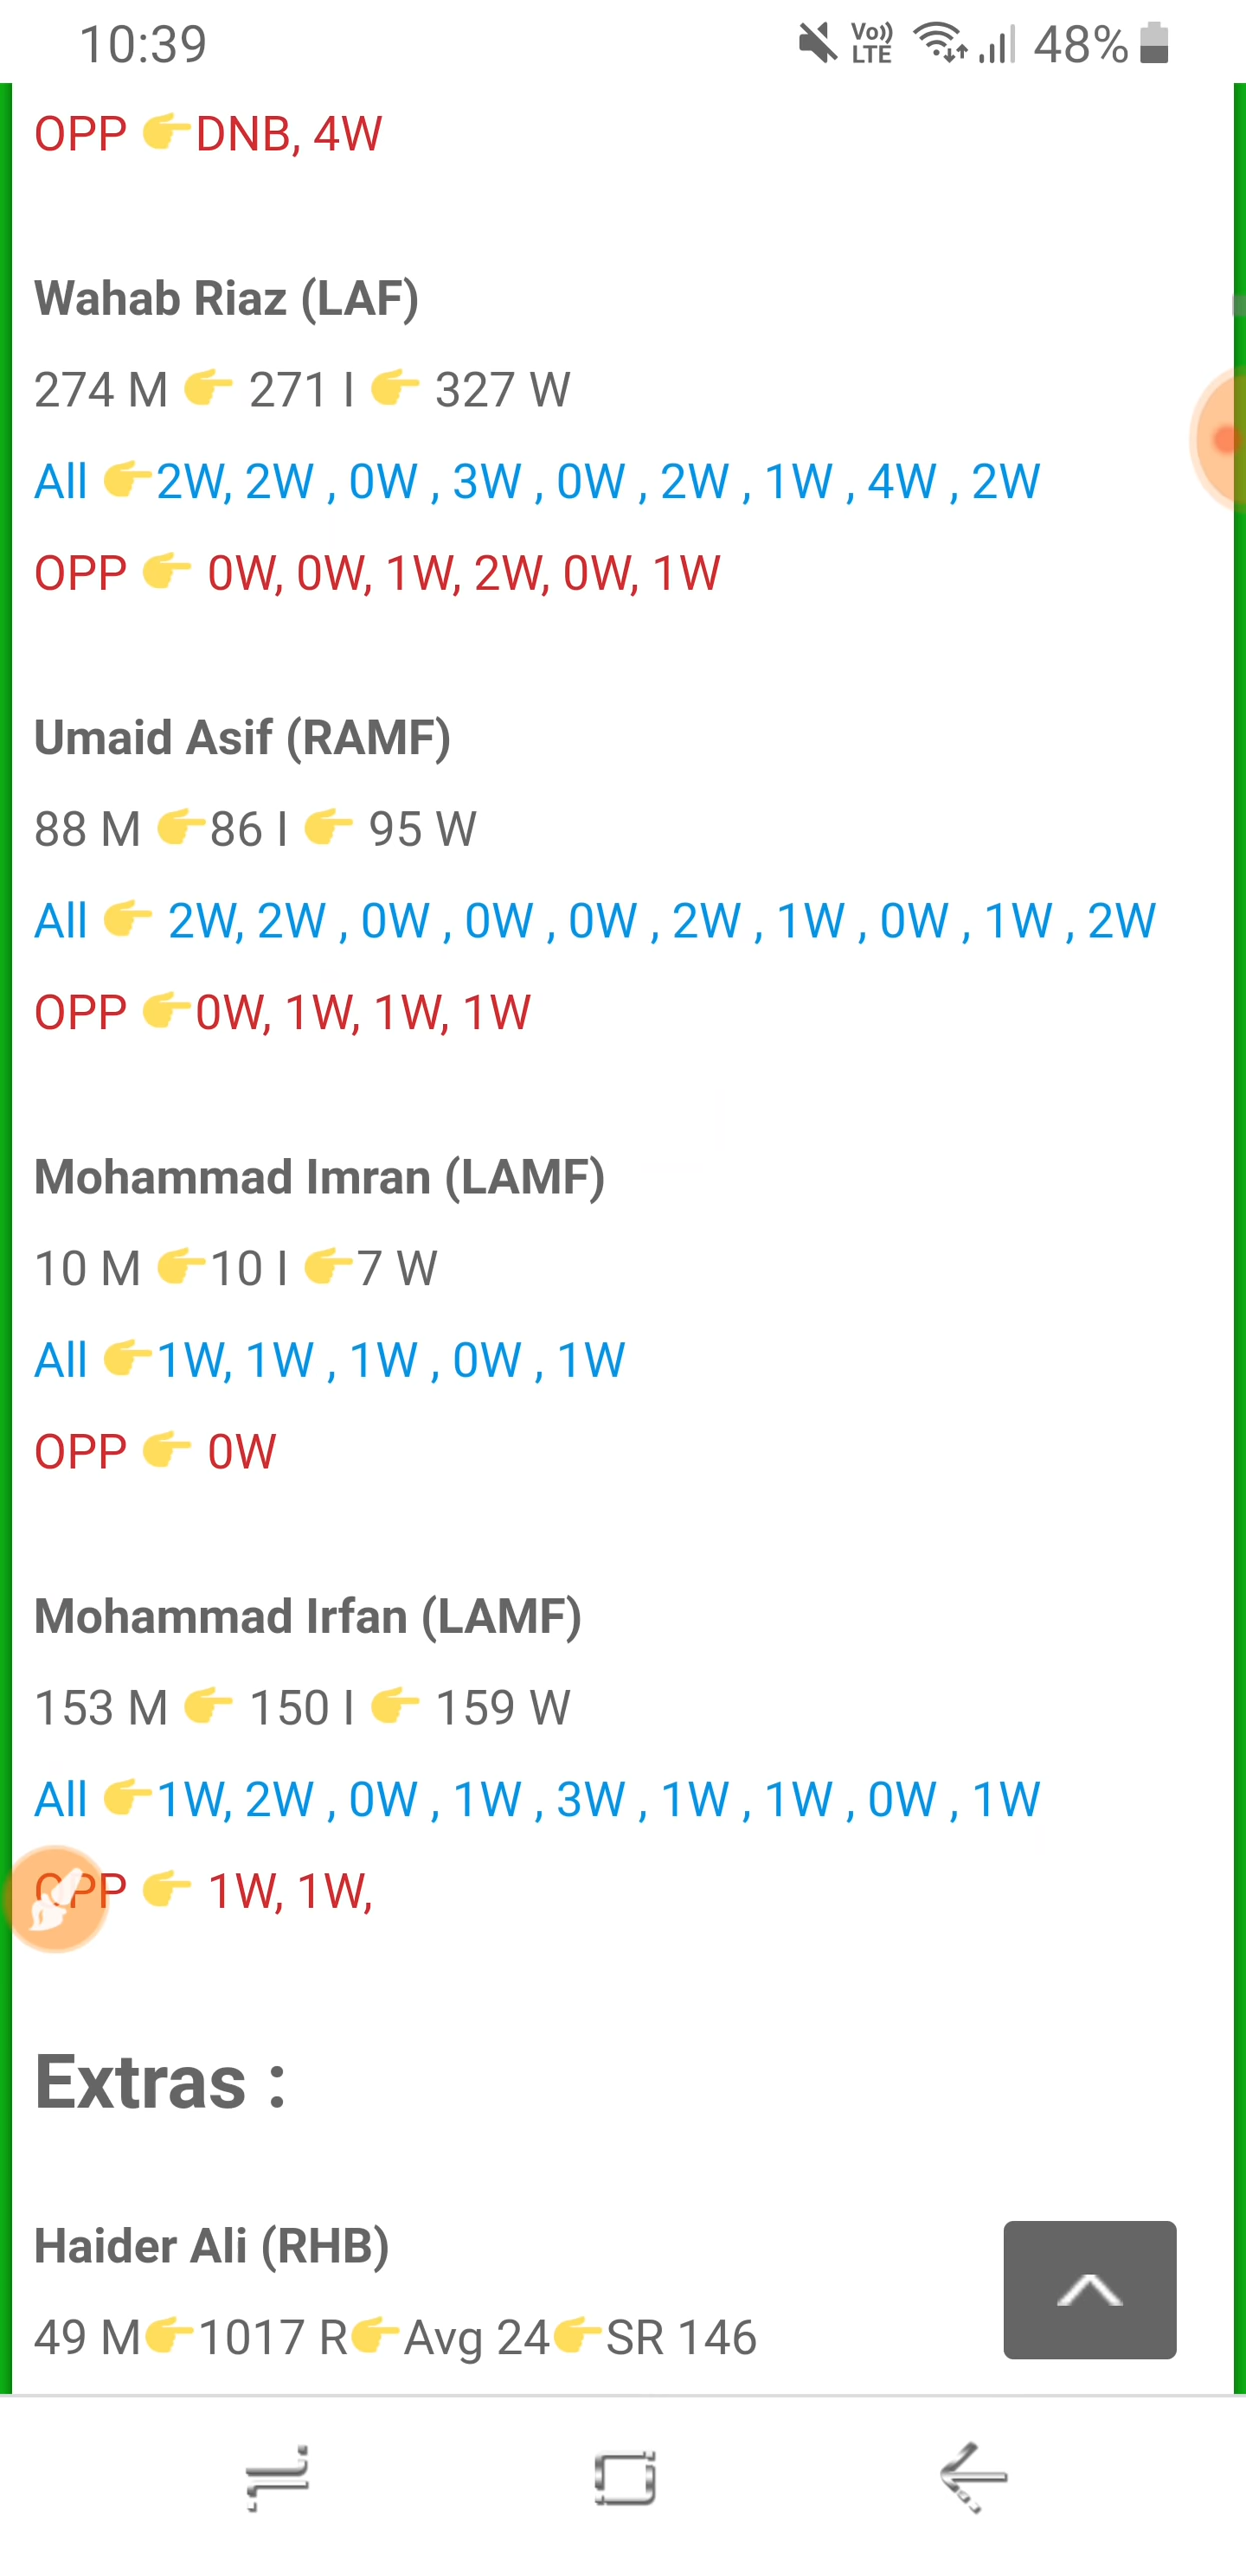 10:39 Vo)) LTE 48%
OPP 👉DNB, 4W
Wahab Riaz (LAF)
274 M 👉 271 I 👉 327 W
All 👉2W, 2W , 0W , 3W , 0W , 2W , 1W , 4W , 2W
OPP 👉 0W, 0W, 1W, 2W, 0W, 1W
Umaid Asif (RAMF)
88 M 👉86 I 👉 95 W
All 👉 2W, 2W , 0W , 0W , 0W , 2W , 1W , 0W , 1W , 2W
OPP 👉0W, 1W, 1W, 1W
Mohammad Imran (LAMF)
10 M 👉10 I 👉7 W
All 👉1W, 1W , 1W , 0W , 1W
OPP 👉 0W
Mohammad Irfan (LAMF)
153 M 👉 150 I 👉 159 W
All 👉1W, 2W , 0W , 1W , 3W , 1W , 1W , 0W , 1W
OPP 👉 1W, 1W,
Extras :
Haider Ali (RHB)
49 M👉1017 R👉Avg 24👉SR 146